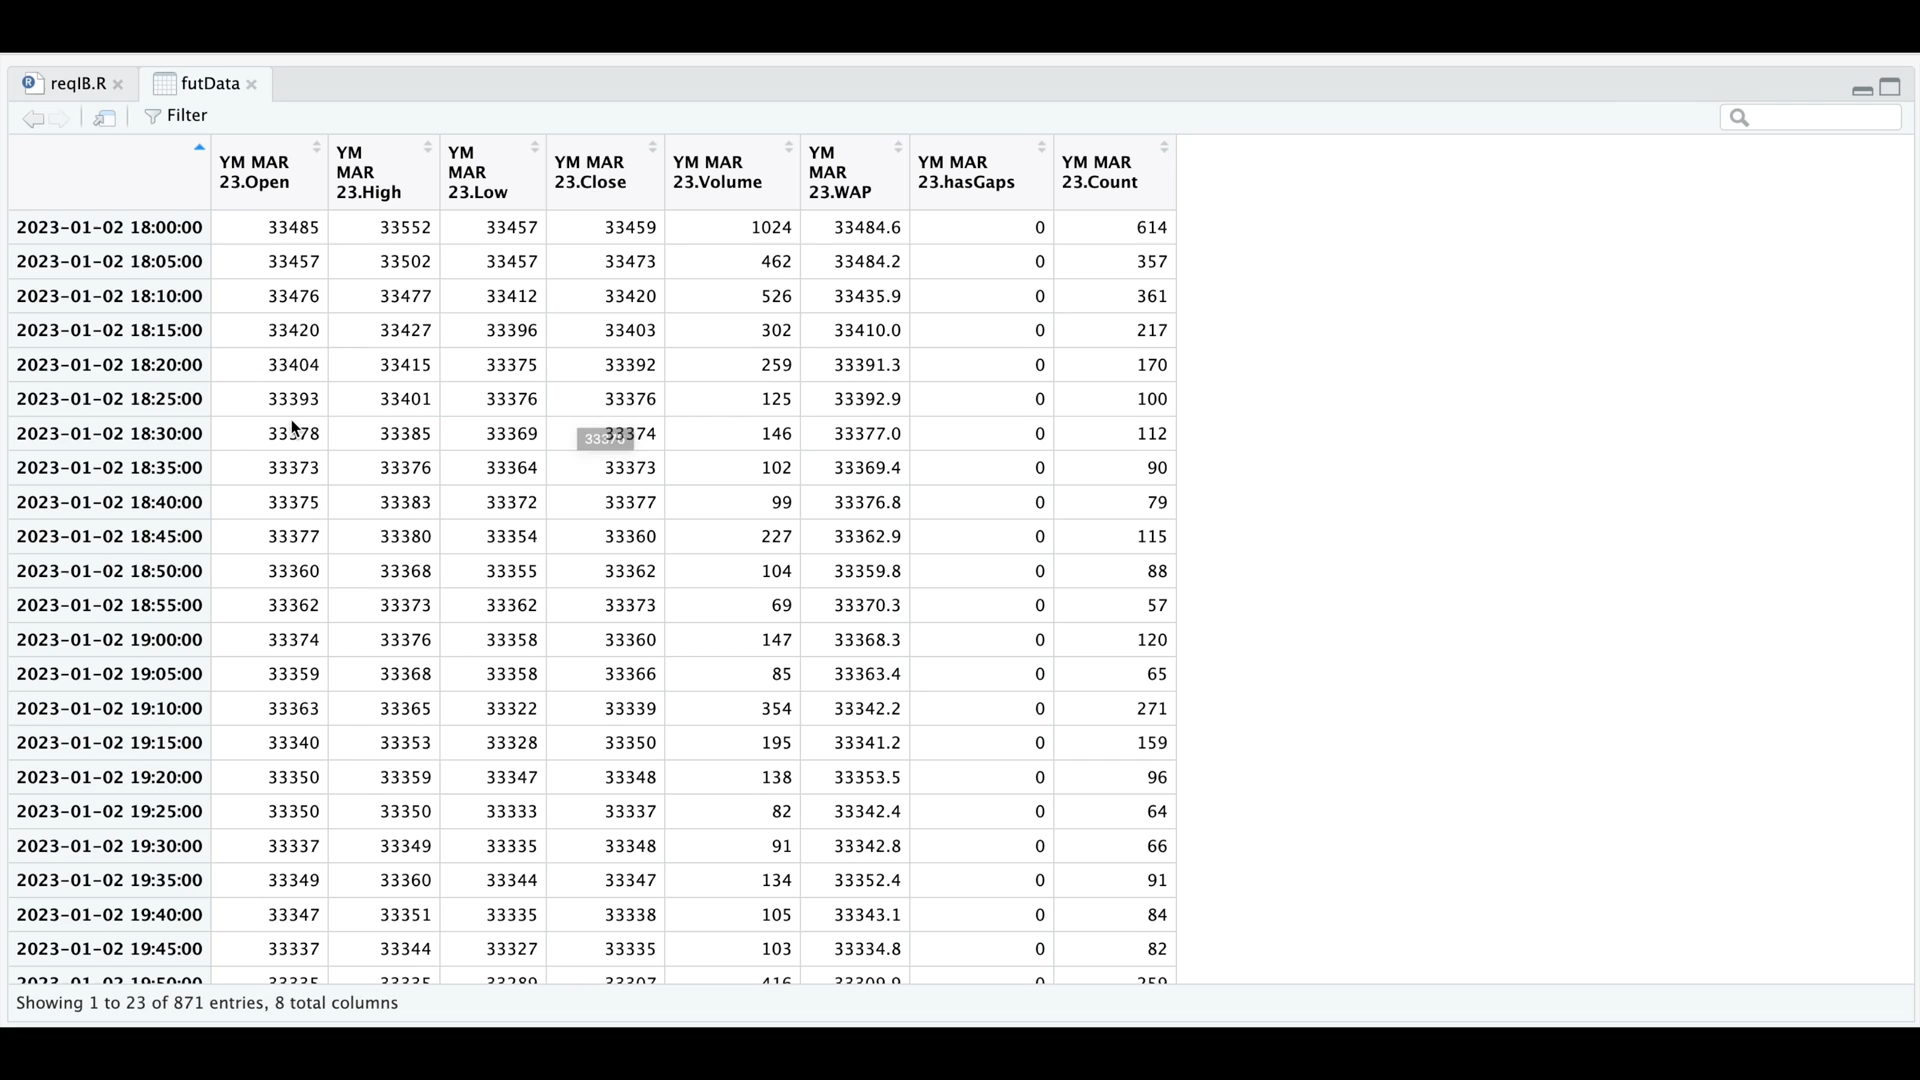 reqIB.R futData
Filter
YM MAR 23.Open YM MAR 23.High YM MAR 23.Low YM MAR 23.Close YM MAR 23.Volume YM MAR 23.WAP YM MAR 23.hasGaps YM MAR 23.Count
2023-01-02 18:00:00 33485 33552 33457 33459 1024 33484.6 0 614
2023-01-02 18:05:00 33457 33502 33457 33473 462 33484.2 0 357
2023-01-02 18:10:00 33476 33477 33412 33420 526 33435.9 0 361
2023-01-02 18:15:00 33420 33427 33396 33403 302 33410.0 0 217
2023-01-02 18:20:00 33404 33415 33375 33392 259 33391.3 0 170
2023-01-02 18:25:00 33393 33401 33376 33376 125 33392.9 0 100
2023-01-02 18:30:00 33378 33385 33369 33374 146 33377.0 0 112
2023-01-02 18:35:00 33373 33376 33364 33373 102 33369.4 0 90
2023-01-02 18:40:00 33375 33383 33372 33377 99 33376.8 0 79
2023-01-02 18:45:00 33377 33380 33354 33360 227 33362.9 0 115
2023-01-02 18:50:00 33360 33368 33355 33362 104 33359.8 0 88
2023-01-02 18:55:00 33362 33373 33362 33373 69 33370.3 0 57
2023-01-02 19:00:00 33374 33376 33358 33360 147 33368.3 0 120
2023-01-02 19:05:00 33359 33368 33358 33366 85 33363.4 0 65
2023-01-02 19:10:00 33363 33365 33322 33339 354 33342.2 0 271
2023-01-02 19:15:00 33340 33353 33328 33350 195 33341.2 0 159
2023-01-02 19:20:00 33350 33359 33347 33348 138 33353.5 0 96
2023-01-02 19:25:00 33350 33350 33333 33337 82 33342.4 0 64
2023-01-02 19:30:00 33337 33349 33335 33348 91 33342.8 0 66
2023-01-02 19:35:00 33349 33360 33344 33347 134 33352.4 0 91
2023-01-02 19:40:00 33347 33351 33335 33338 105 33343.1 0 84
2023-01-02 19:45:00 33337 33344 33327 33335 103 33334.8 0 82
2023-01-02 19:50:00 33335 33335 33289 33307 416 33309.9 0 259
Showing 1 to 23 of 871 entries, 8 total columns